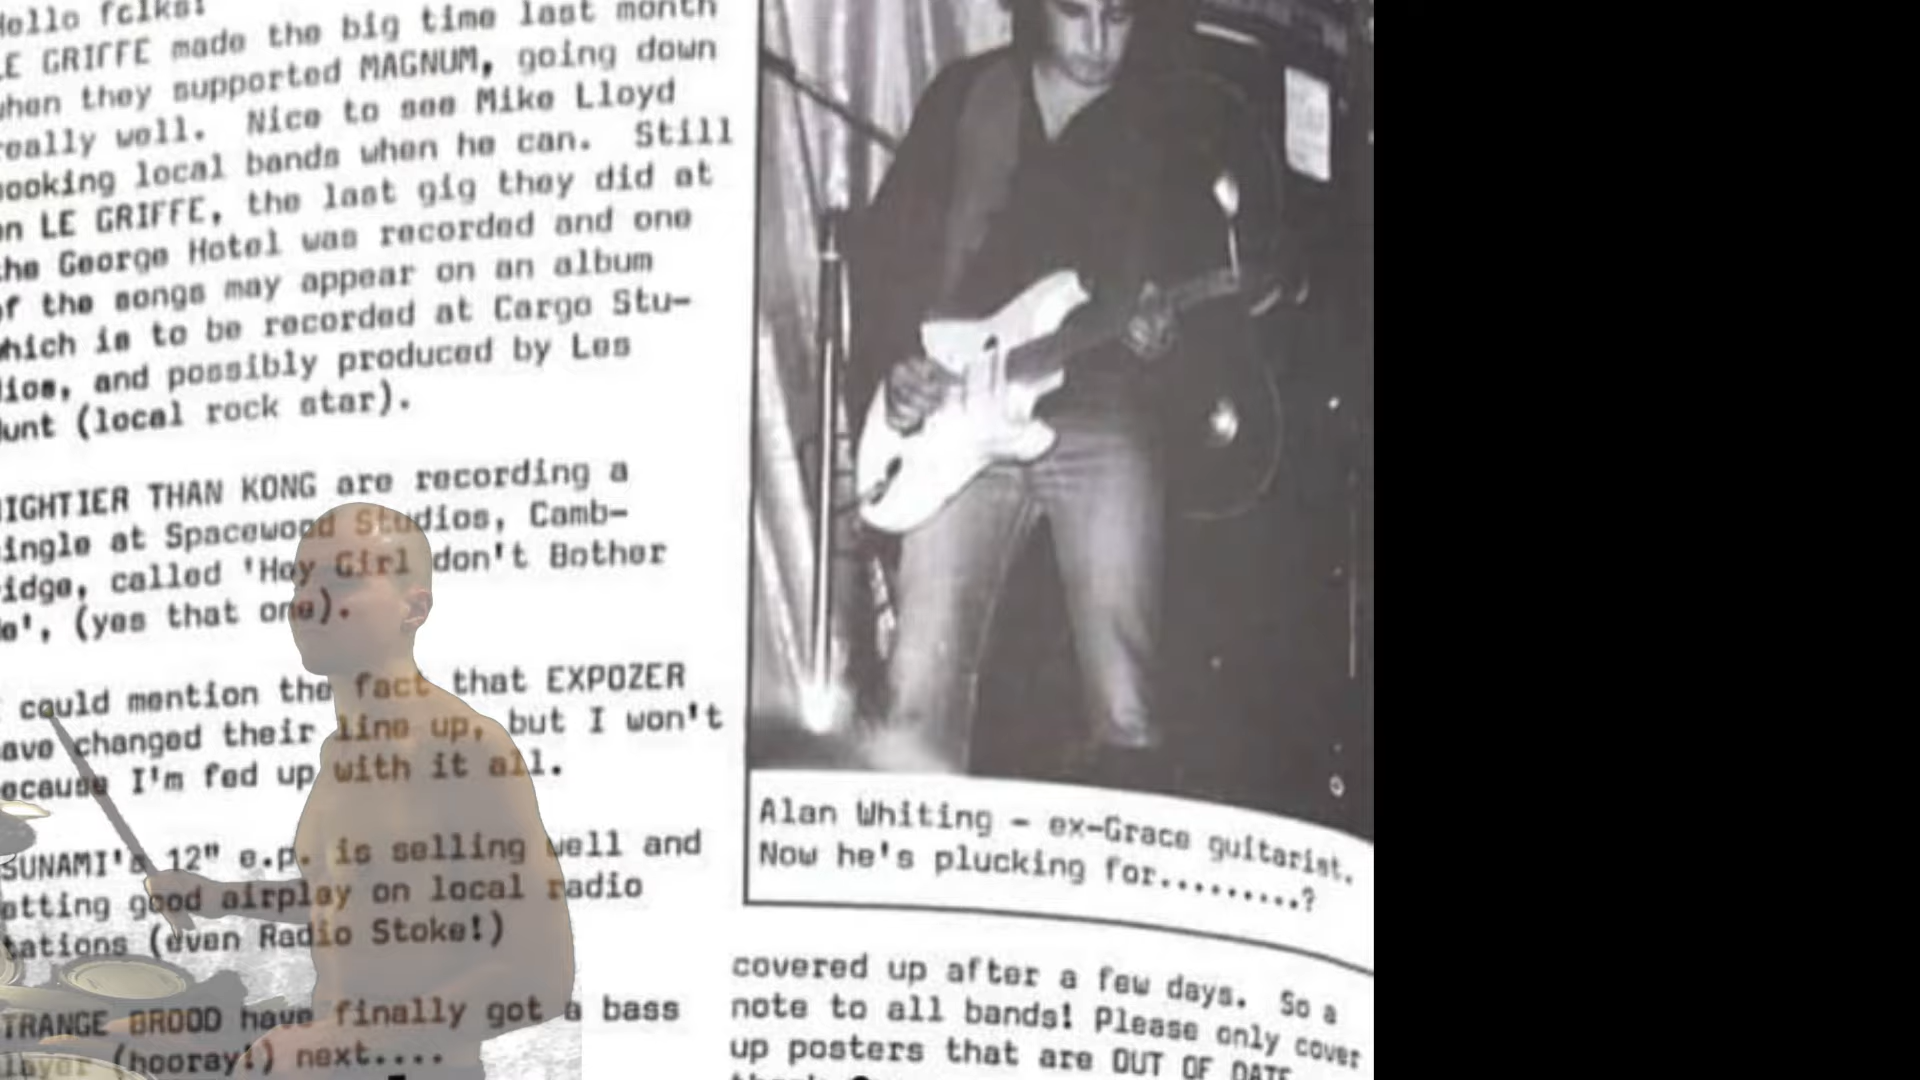 Hello folks!
LE GRIFFE made the big time last month
when they supported MAGNUM, going down
really well. Nice to see Mike Lloyd
booking local bands when he can. Still
on LE GRIFFE, the last gig they did at
the George Hotel was recorded and one
of the songs may appear on an album
which is to be recorded at Cargo Stu-
dios, and possibly produced by Les
Hunt (local rock star).
MIGHTIER THAN KONG are recording a
single at Spacewood Studios, Camb-
ridge, called 'Hey Girl don't Bother
Me', (yes that one).
I could mention the fact that EXPOZER
have changed their line up, but I won't
because I'm fed up with it all.
TSUNAMI's 12" e.p. is selling well and
getting good airplay on local radio
stations (even Radio Stoke!)
STRANGE BROOD have finally got a bass
player (hooray!) next....
Alan Whiting - ex-Grace guitarist.
Now he's plucking for.........?
covered up after a few days. So a
note to all bands! Please only cover
up posters that are OUT OF DATE